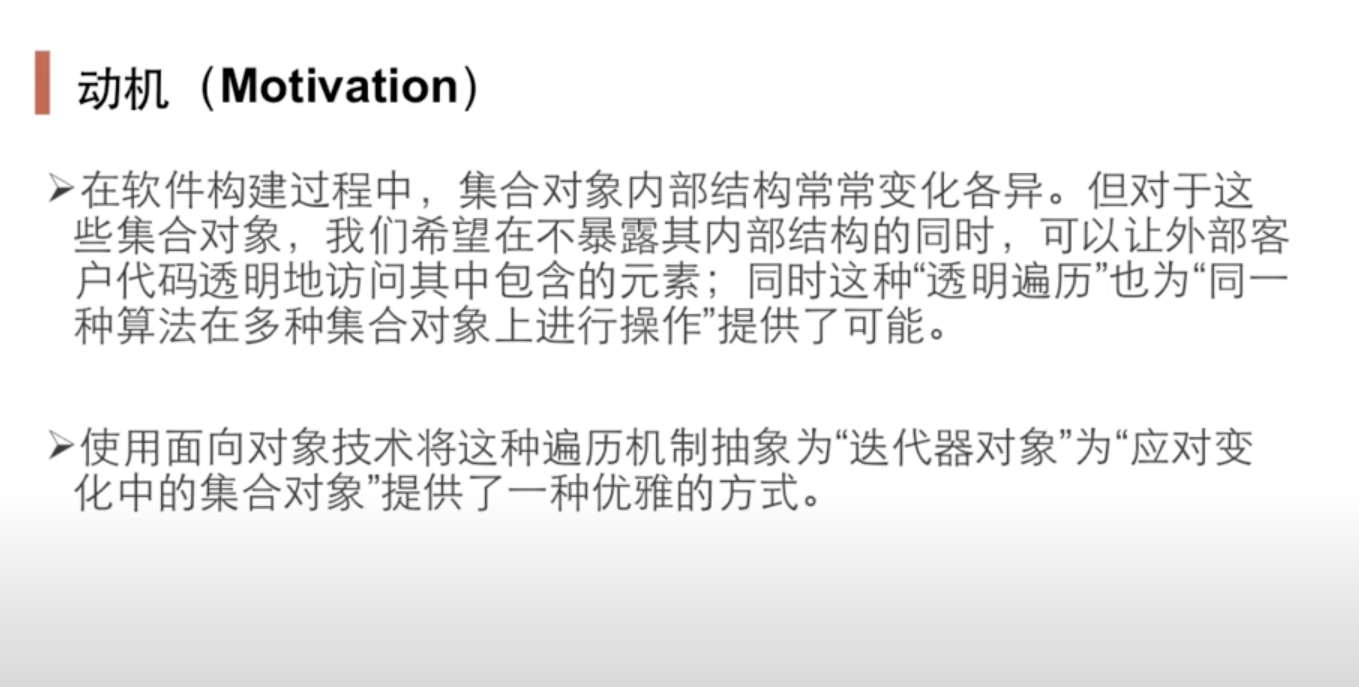 动机（Motivation）
➢在软件构建过程中，集合对象内部结构常常变化各异。但对于这
些集合对象，我们希望在不暴露其内部结构的同时，可以让外部客
户代码透明地访问其中包含的元素；同时这种“透明遍历”也为“同一
种算法在多种集合对象上进行操作”提供了可能。
➢使用面向对象技术将这种遍历机制抽象为“迭代器对象”为“应对变
化中的集合对象”提供了一种优雅的方式。